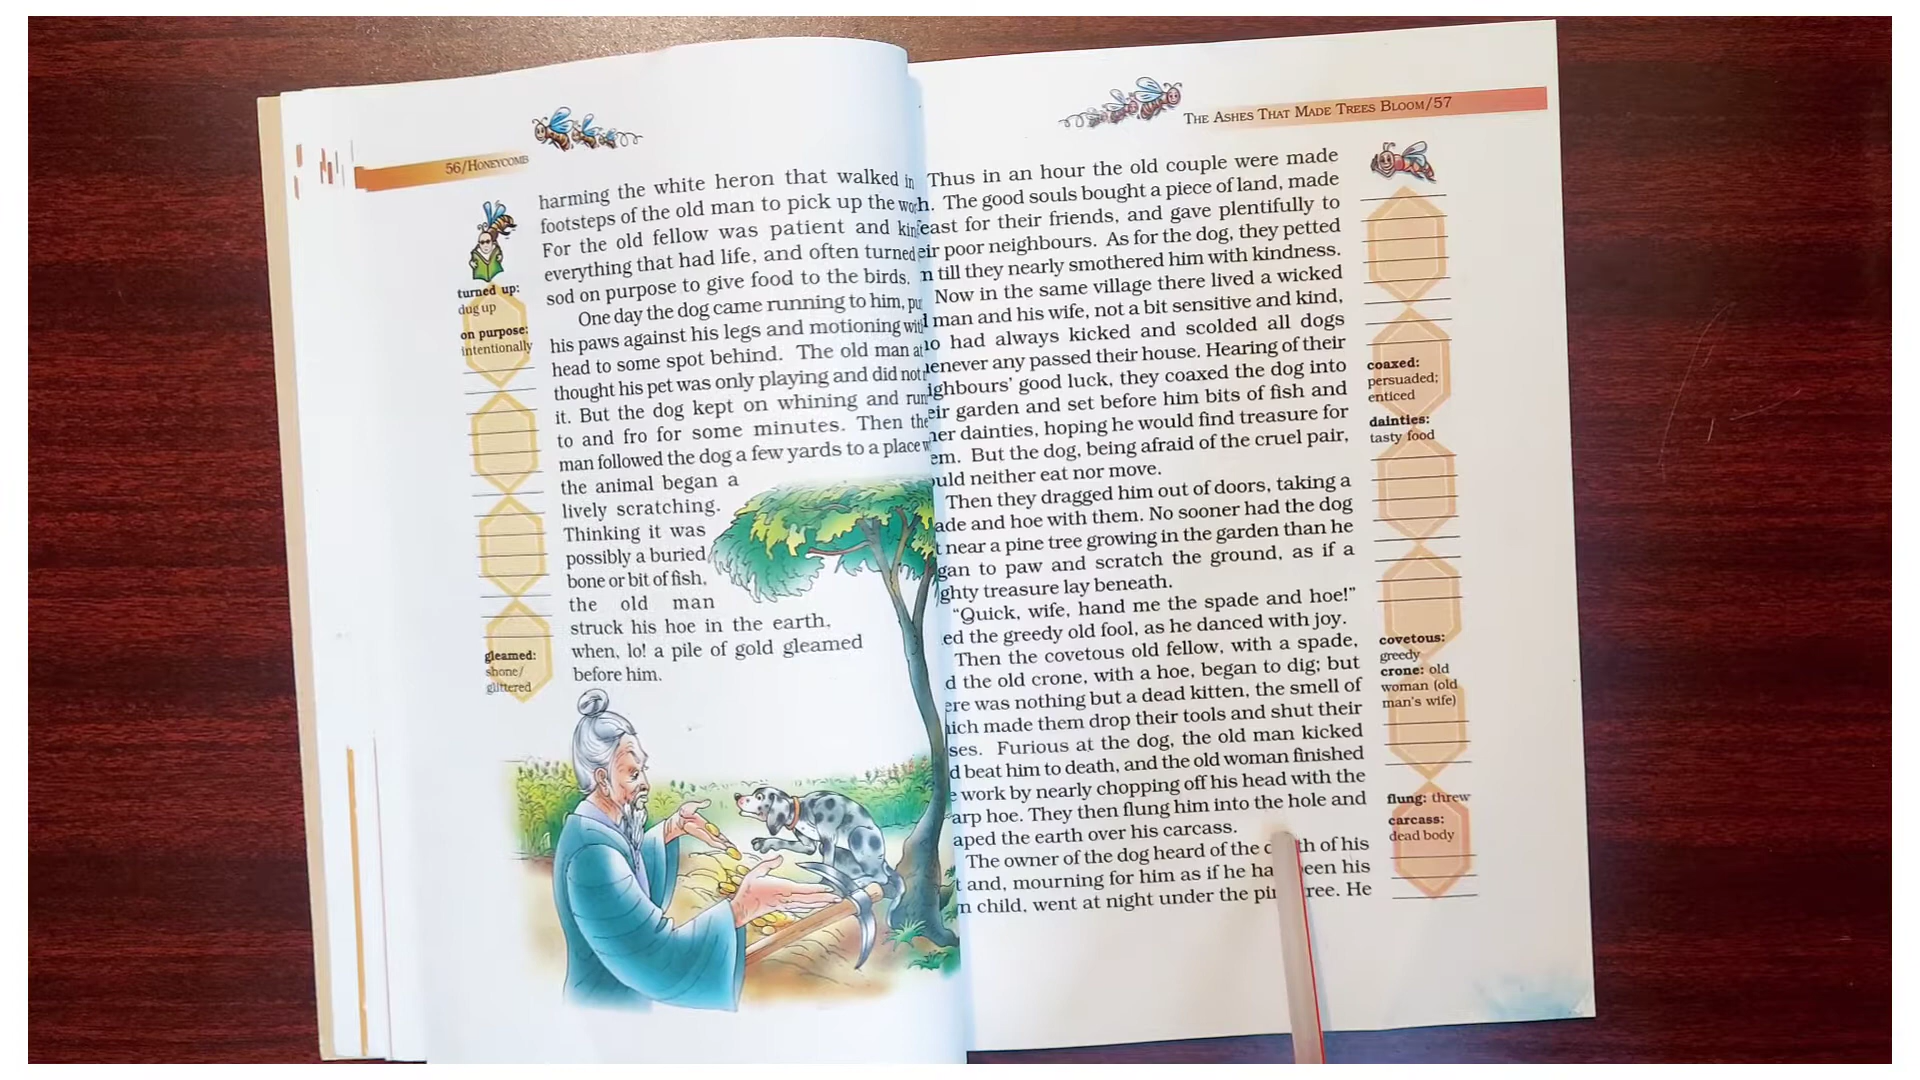 56/HONEYCOMB
harming the white heron that walked in
footsteps of the old man to pick up the
For the old fellow was patient and
everything that had life, and often turned
sod on purpose to give food to the birds.
One day the dog came running to him,
his paws against his legs and motioning
head to some spot behind. The old man at
thought his pet was only playing and did not
it. But the dog kept on whining and
to and fro for some minutes. Then the
man followed the dog a few yards to a place
the animal began a
lively scratching.
Thinking it was
possibly a buried
bone or bit of fish,
the old man
struck his hoe in the earth,
when, lo! a pile of gold gleamed
before him.
turned up:
dug up
on purpose:
intentionally
gleamed:
shone/
glittered
THE ASHES THAT MADE TREES BLOOM/57
Thus in an hour the old couple were made
The good souls bought a piece of land, made
for their friends, and gave plentifully to
poor neighbours. As for the dog, they petted
till they nearly smothered him with kindness.
Now in the same village there lived a wicked
man and his wife, not a bit sensitive and kind,
had always kicked and scolded all dogs
any passed their house. Hearing of their
good luck, they coaxed the dog into
garden and set before him bits of fish and
dainties, hoping he would find treasure for
But the dog, being afraid of the cruel pair,
neither eat nor move.
Then they dragged him out of doors, taking a
and hoe with them. No sooner had the dog
near a pine tree growing in the garden than he
to paw and scratch the ground, as if a
treasure lay beneath.
"Quick, wife, hand me the spade and hoe!"
the greedy old fool, as he danced with joy.
Then the covetous old fellow, with a spade,
the old crone, with a hoe, began to dig; but
was nothing but a dead kitten, the smell of
made them drop their tools and shut their
Furious at the dog, the old man kicked
beat him to death, and the old woman finished
work by nearly chopping off his head with the
hoe. They then flung him into the hole and
the earth over his carcass.
The owner of the dog heard of the of his
and, mourning for him as if he his
child, went at night under the He
coaxed:
persuaded;
enticed
dainties:
tasty food
covetous:
greedy
crone: old
woman (old
man's wife)
flung: threw
carcass:
dead body